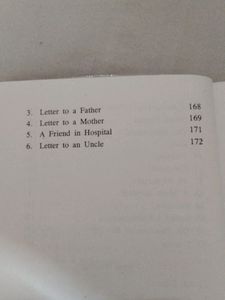 3. Letter to a Father 168
4. Letter to a Mother 169
5. A Friend in Hospital 171
6. Letter to an Uncle 172